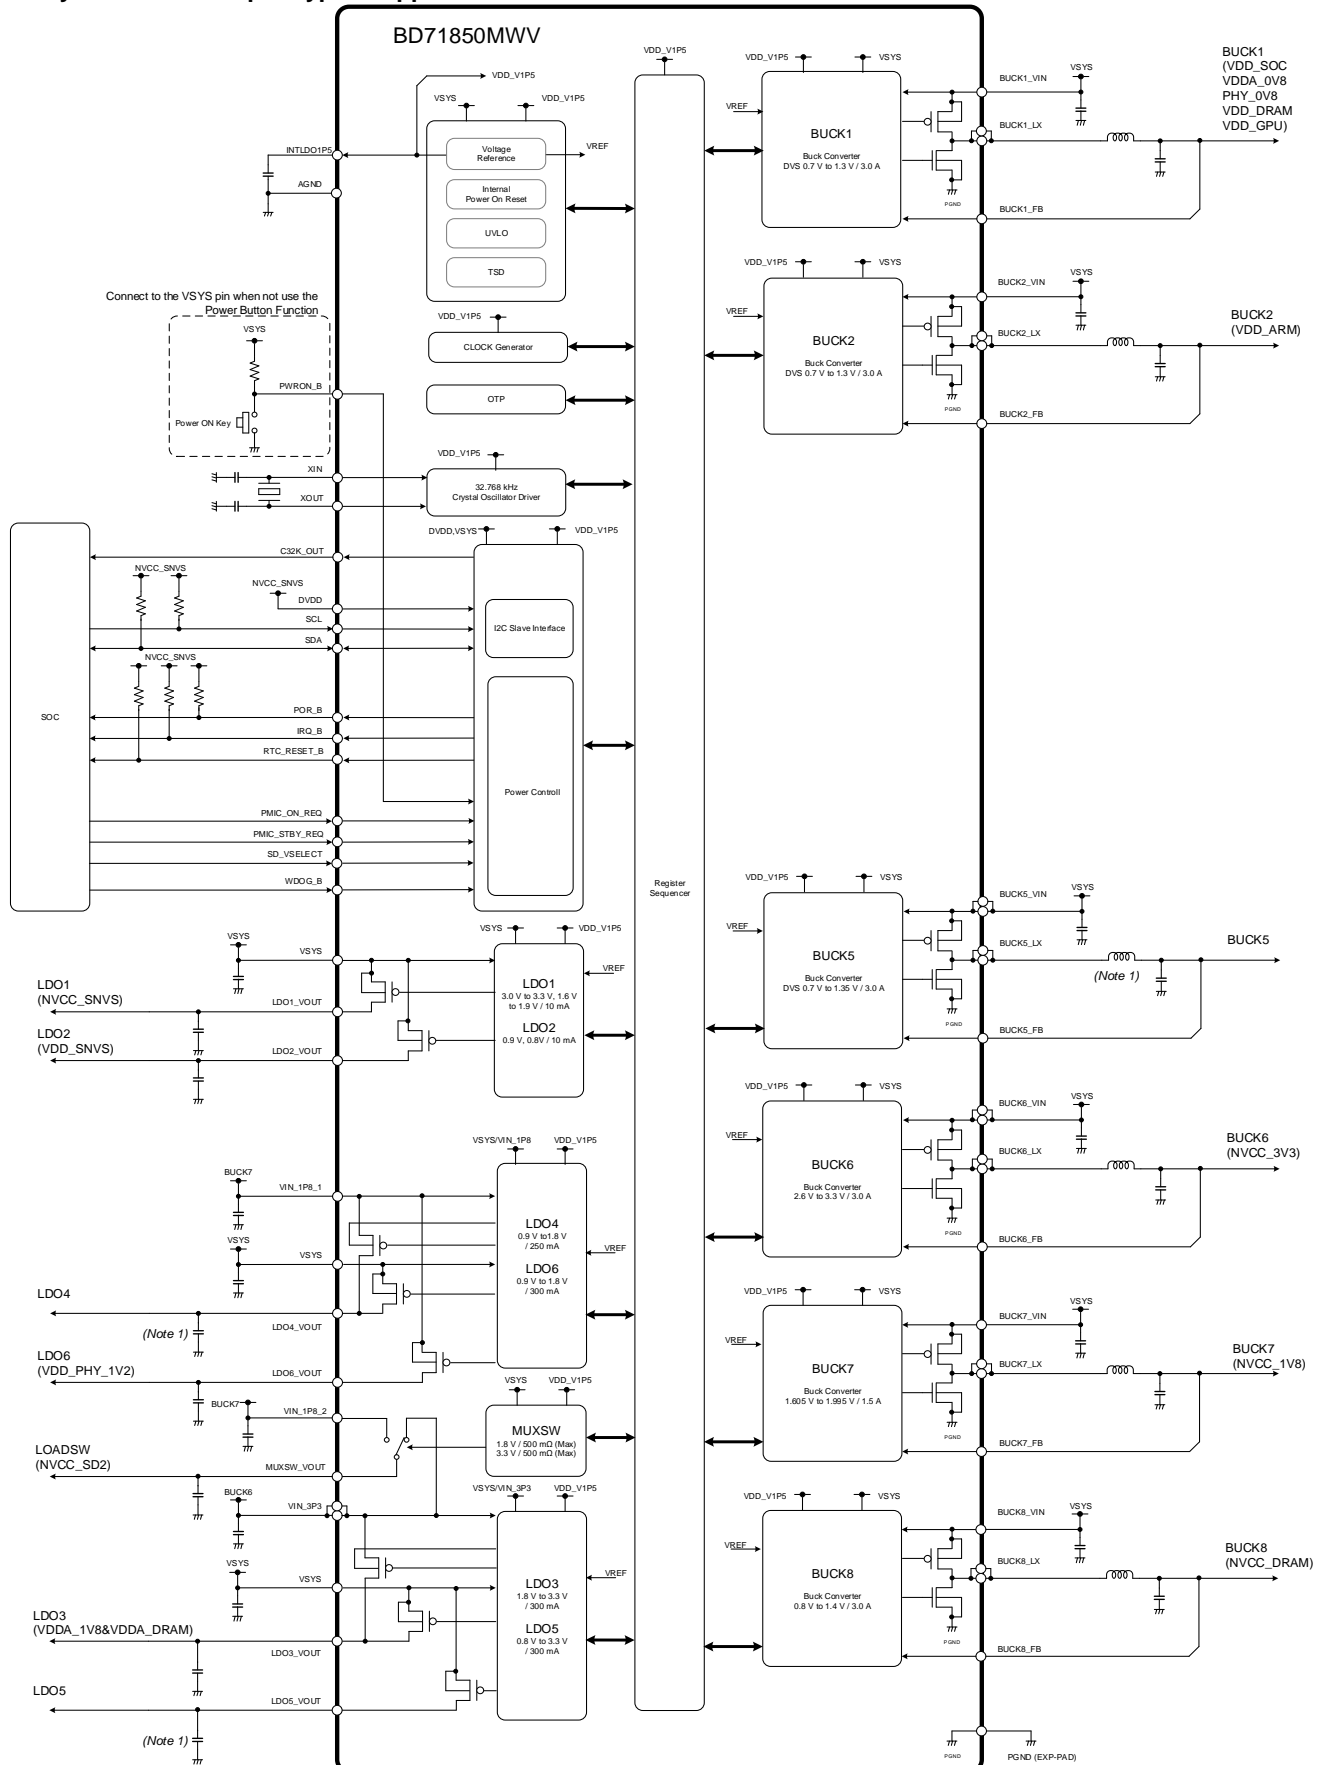 BD71850MWV
VDD_V1P5
VSYS
VDD_V1P5
INTLDO1P5
Voltage
Reference
VREF
AGND
Internal
Power On Reset
UVLO
TSD
Connect to the VSYS pin when not use the
Power Button Function
VSYS
VDD_V1P5
CLOCK Generator
PWRON_B
OTP
Power ON Key
VDD_V1P5
XIN
32.768 kHz
Crystal Oscillator Driver
XOUT
DVDD,VSYS
VDD_V1P5
C32K_OUT
NVCC_SNVS
NVCC_SNVS
DVDD
SCL
I2C Slave Interface
SDA
NVCC_SNVS
SOC
POR_B
IRQ_B
RTC_RESET_B
Power Controll
PMIC_ON_REQ
PMIC_STBY_REQ
SD_VSELECT
WDOG_B
VSYS
VSYS
VSYS
VDD_V1P5
VREF
LDO1
(NVCC_SNVS)
LDO1_VOUT
LDO1
3.0 V to 3.3 V, 1.6 V
to 1.9 V / 10 mA
LDO2
(VDD_SNVS)
LDO2_VOUT
LDO2
0.9 V, 0.8V / 10 mA
VSYS/VIN_1P8
VDD_V1P5
BUCK7
VIN_1P8_1
LDO4
0.9 V to1.8 V
/ 250 mA
VREF
VSYS
VSYS
LDO6
0.9 V to 1.8 V
/ 300 mA
LDO4
(Note 1)
LDO4_VOUT
LDO6
(VDD_PHY_1V2)
LDO6_VOUT
VSYS
VDD_V1P5
BUCK7
VIN_1P8_2
MUXSW
1.8 V / 500 mΩ (Max)
3.3 V / 500 mΩ (Max)
LOADSW
(NVCC_SD2)
MUXSW_VOUT
VSYS/VIN_3P3
VDD_V1P5
BUCK6
VIN_3P3
VSYS
VSYS
VREF
LDO3
1.8 V to 3.3 V
/ 300 mA
LDO5
0.8 V to 3.3 V
/ 300 mA
LDO3
(VDDA_1V8&VDDA_DRAM)
LDO3_VOUT
LDO5
LDO5_VOUT
(Note 1)
VDD_V1P5
Register
Sequencer
VDD_V1P5
VSYS
VREF
BUCK1
Buck Converter
DVS 0.7 V to 1.3 V / 3.0 A
PGND
BUCK1_VIN
VSYS
BUCK1_LX
BUCK1_FB
BUCK1
(VDD_SOC
VDDA_0V8
PHY_0V8
VDD_DRAM
VDD_GPU)
VDD_V1P5
VSYS
VREF
BUCK2
Buck Converter
DVS 0.7 V to 1.3 V / 3.0 A
PGND
BUCK2_VIN
VSYS
BUCK2_LX
BUCK2_FB
BUCK2
(VDD_ARM)
VDD_V1P5
VSYS
VREF
BUCK5
Buck Converter
DVS 0.7 V to 1.35 V / 3.0 A
PGND
BUCK5_VIN
VSYS
BUCK5_LX
(Note 1)
BUCK5_FB
BUCK5
VDD_V1P5
VSYS
VREF
BUCK6
Buck Converter
2.6 V to 3.3 V / 3.0 A
PGND
BUCK6_VIN
VSYS
BUCK6_LX
BUCK6_FB
BUCK6
(NVCC_3V3)
VDD_V1P5
VSYS
VREF
BUCK7
Buck Converter
1.605 V to 1.995 V / 1.5 A
PGND
BUCK7_VIN
VSYS
BUCK7_LX
BUCK7_FB
BUCK7
(NVCC_1V8)
VDD_V1P5
VSYS
VREF
BUCK8
Buck Converter
0.8 V to 1.4 V / 3.0 A
PGND
BUCK8_VIN
VSYS
BUCK8_LX
BUCK8_FB
BUCK8
(NVCC_DRAM)
PGND
PGND (EXP-PAD)